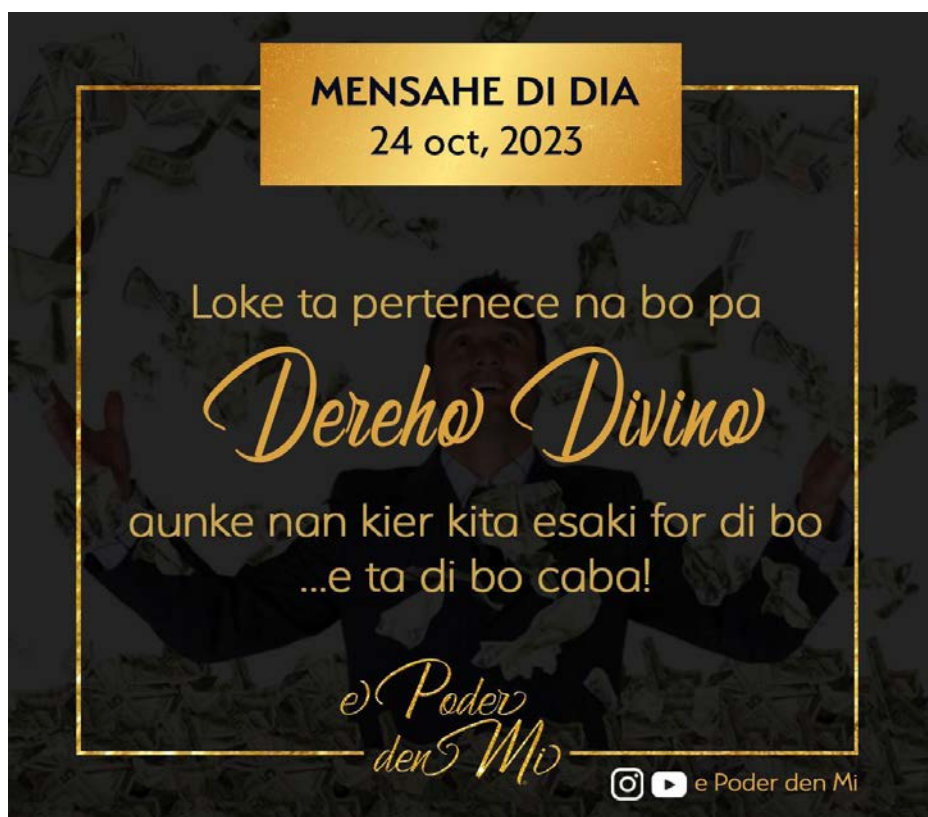 MENSAHE DI DIA
24 oct, 2023
Loke ta pertenece na bo pa
Dereho Divino
aunke nan kier kita esaki for di bo
...e ta di bo caba!
e Poder
den Mi
e Poder den Mi